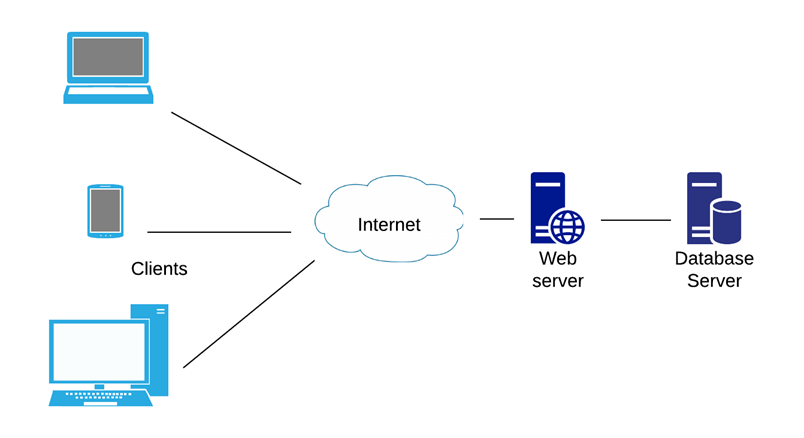 Clients
Internet
Web
server
Database
Server